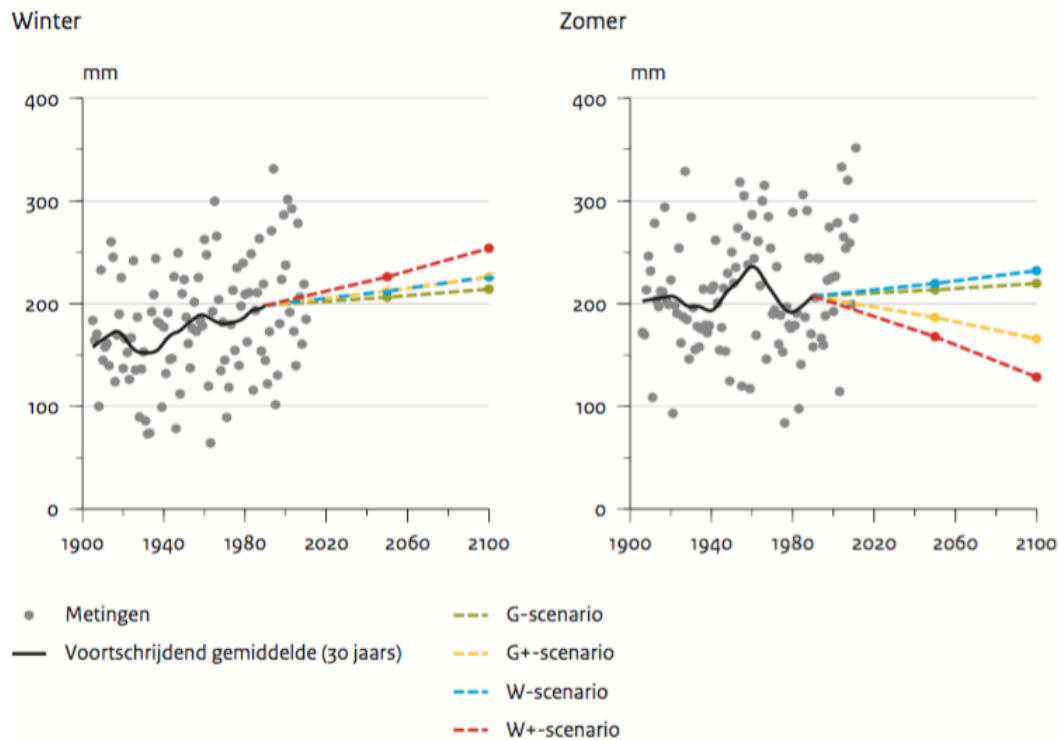 Winter
Zomer
mm
mm
400
300
200
100
0
1900 1940 1980 2020 2060 2100
400
300
200
100
0
1900 1940 1980 2020 2060 2100
Metingen
Voortschrijdend gemiddelde (30 jaars)
G-scenario
G+-scenario
W-scenario
W+-scenario